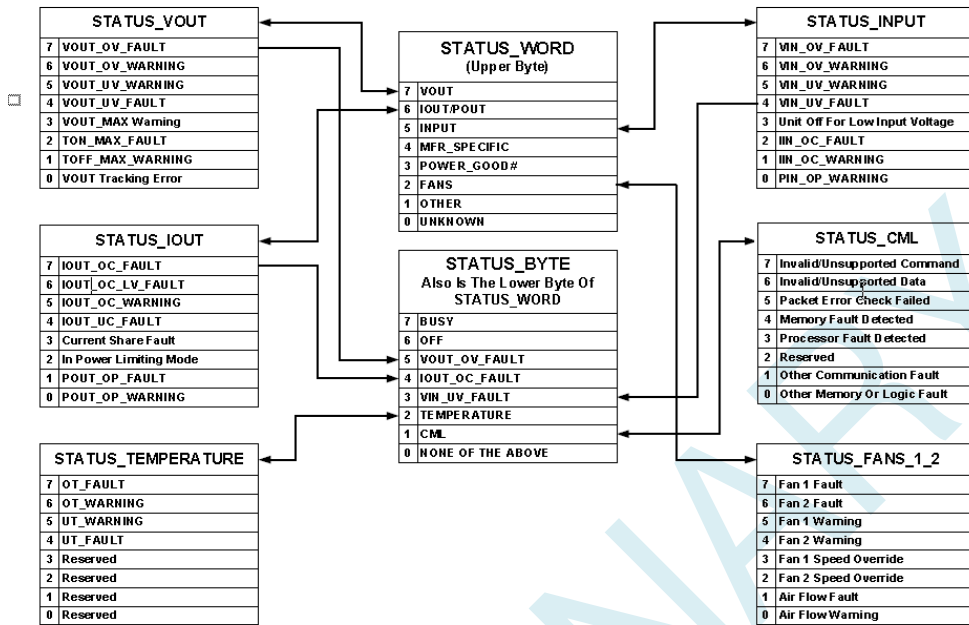 STATUS_VOUT
7 VOUT_OV_FAULT
6 VOUT_OV_WARNING
5 VOUT_UV_WARNING
4 VOUT_UV_FAULT
3 VOUT_MAX Warning
2 TON_MAX_FAULT
1 TOFF_MAX_WARNING
0 VOUT Tracking Error
STATUS_IOUT
7 IOUT_OC_FAULT
6 IOUT_OC_LV_FAULT
5 IOUT_OC_WARNING
4 IOUT_UC_FAULT
3 Current Share Fault
2 In Power Limiting Mode
1 POUT_OP_FAULT
0 POUT_OP_WARNING
STATUS_TEMPERATURE
7 OT_FAULT
6 OT_WARNING
5 UT_WARNING
4 UT_FAULT
3 Reserved
2 Reserved
1 Reserved
0 Reserved
STATUS_WORD
(Upper Byte)
7 VOUT
6 IOUT/POUT
5 INPUT
4 MFR_SPECIFIC
3 POWER_GOOD#
2 FANS
1 OTHER
0 UNKNOWN
STATUS_BYTE
Also Is The Lower Byte Of
STATUS_WORD
7 BUSY
6 OFF
5 VOUT_OV_FAULT
4 IOUT_OC_FAULT
3 VIN_UV_FAULT
2 TEMPERATURE
1 CML
0 NONE OF THE ABOVE
STATUS_INPUT
7 VIN_OV_FAULT
6 VIN_OV_WARNING
5 VIN_UV_WARNING
4 VIN_UV_FAULT
3 Unit Off For Low Input Voltage
2 IIN_OC_FAULT
1 IIN_OC_WARNING
0 PIN_OP_WARNING
STATUS_CML
7 Invalid/Unsupported Command
6 Invalid/Unsupported Data
5 Packet Error Check Failed
4 Memory Fault Detected
3 Processor Fault Detected
2 Reserved
1 Other Communication Fault
0 Other Memory Or Logic Fault
STATUS_FANS_1_2
7 Fan 1 Fault
6 Fan 2 Fault
5 Fan 1 Warning
4 Fan 2 Warning
3 Fan 1 Speed Override
2 Fan 2 Speed Override
1 Air Flow Fault
0 Air Flow Warning
NARY